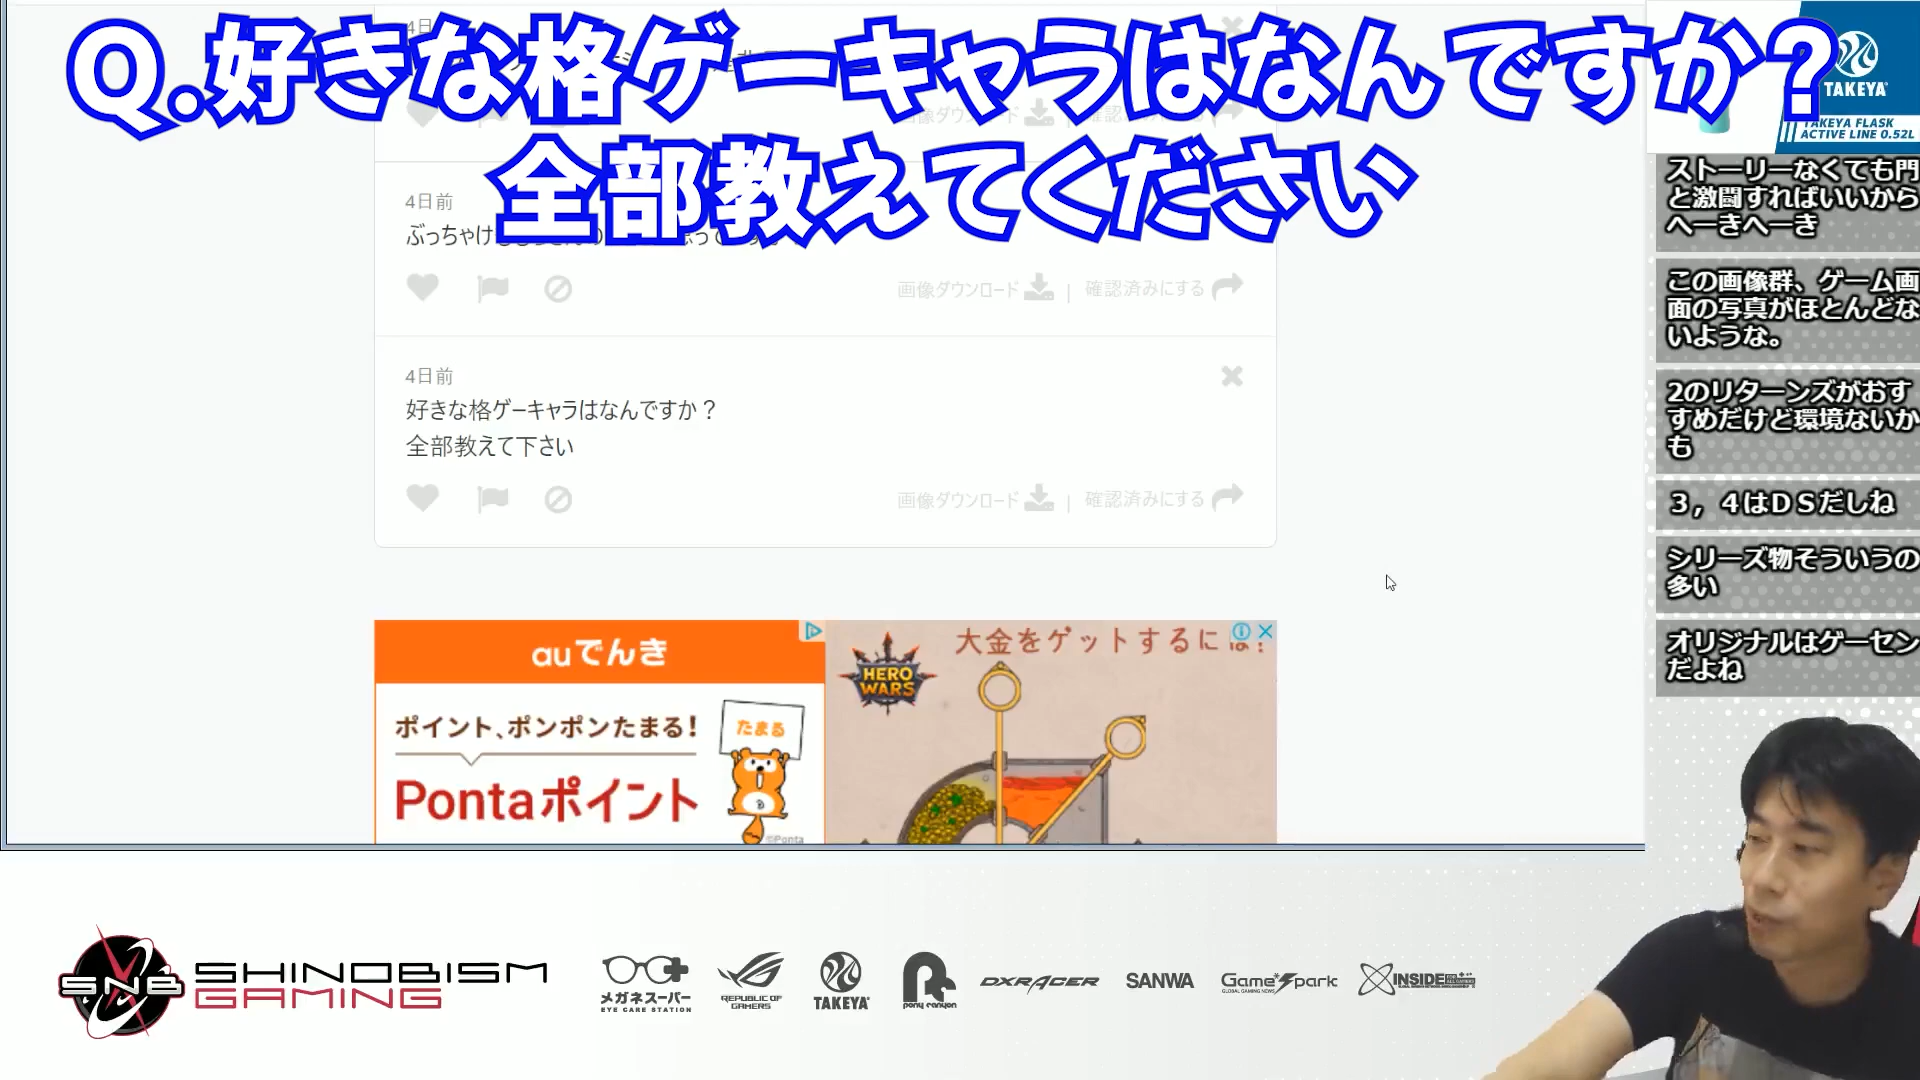 Q.好きな格ゲーキャラはなんですか？
全部教えてください
4日前
ぶっちゃけ
画像ダウンロード | 確認済みにする
4日前
好きな格ゲーキャラはなんですか？
全部教えて下さい
画像ダウンロード | 確認済みにする
auでんき
ポイント、ポンポンたまる!
たまる
Pontaポイント
©Ponta
大金をゲットするには?
HERO
WARS
TAKEYA
TAKEYA FLASK
ACTIVE LINE 0.52L
ストーリーなくても門
と激闘すればいいから
へーきへーき
この画像群、ゲーム画
面の写真がほとんどな
いような。
2のリターンズがおす
すめだけど環境ないか
も
３，４はＤＳだしね
シリーズ物そういうの
多い
オリジナルはゲーセン
だよね
SNB SHINOBISM
GAMING
メガネスーパー
EYE CARE STATION
REPUBLIC OF
GAMERS
TAKEYA
pony canyon
DXRACER
SANWA
Game*Spark
GLOBAL GAMING NEWS
INSIDE